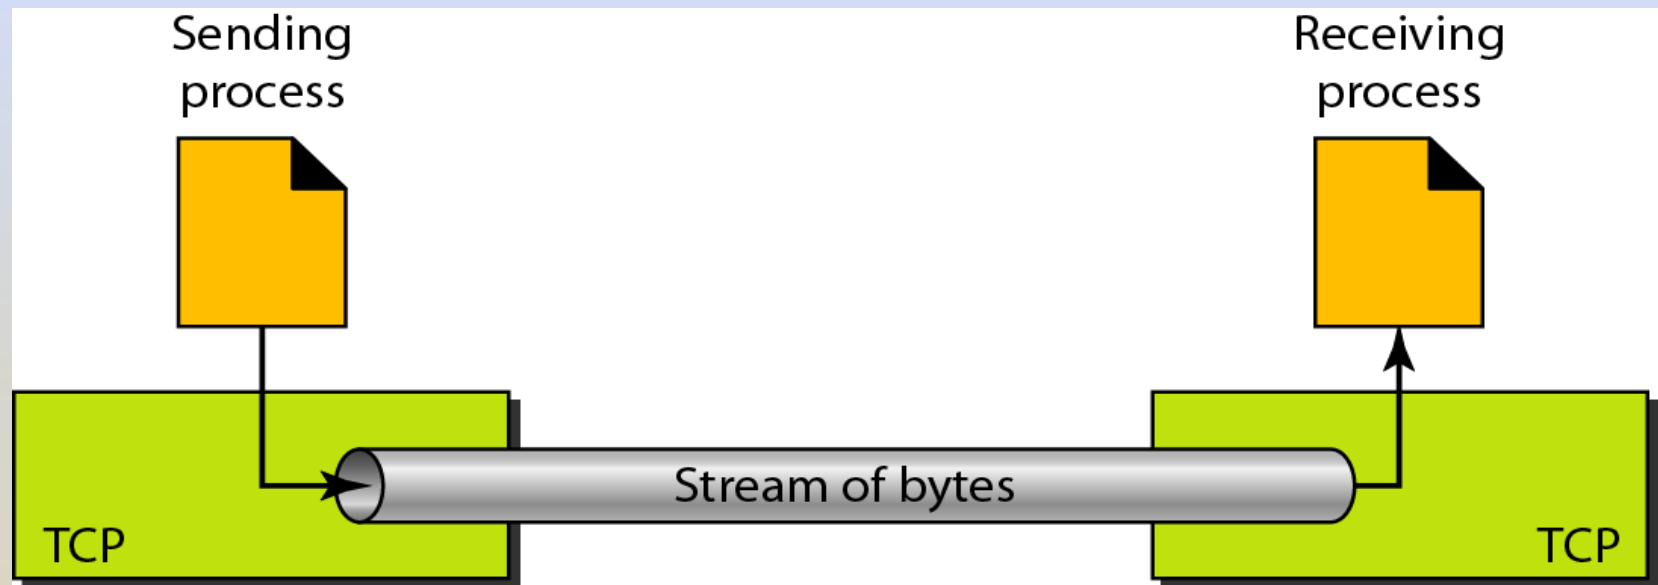 Sending
process
Receiving
process
Stream of bytes
TCP
TCP